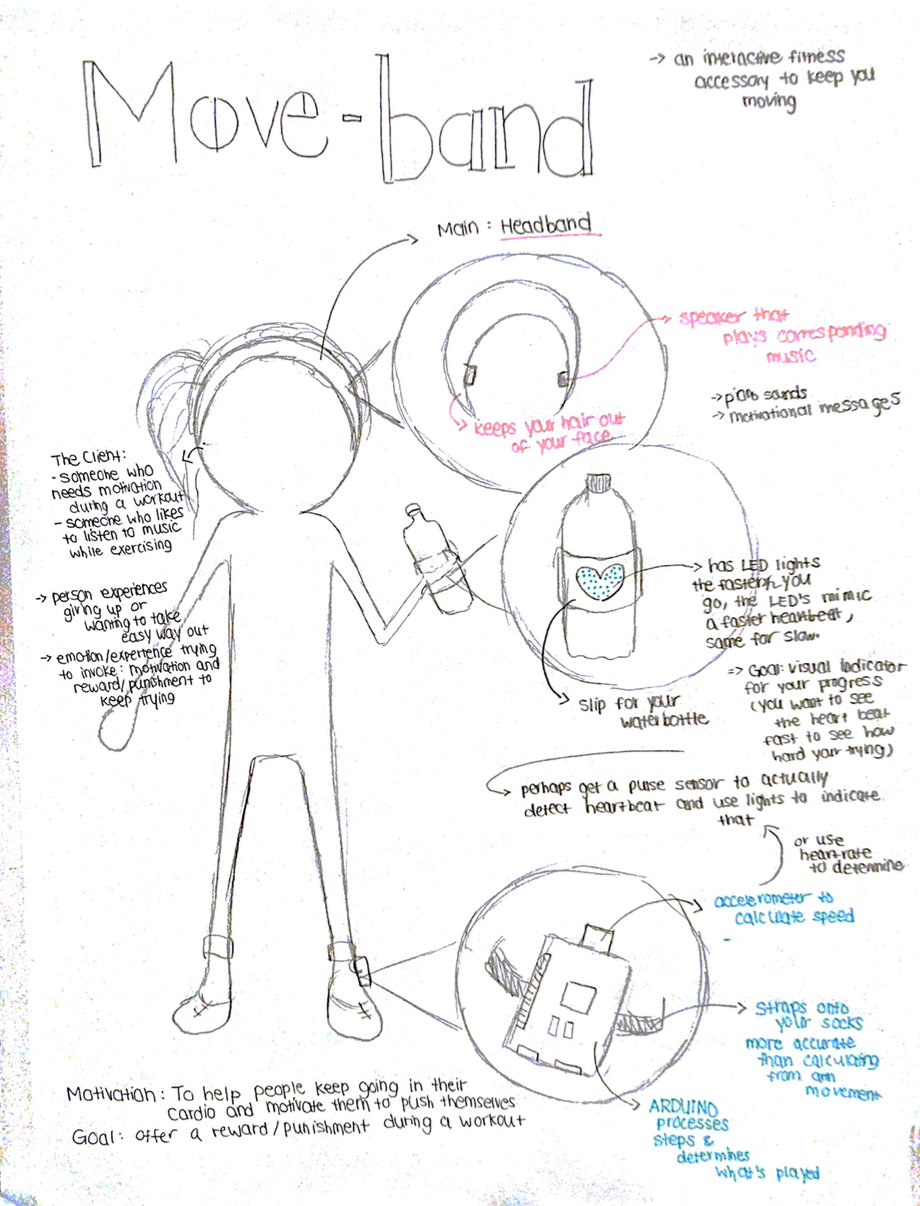 Move-band
→ an interactive fitness
accessory to keep you
moving
Main : Headband
→ speaker that
plays corresponding
music
→ keeps your hair out
of your face
→ sounds
→ motivational messages
The Client:
- someone who
needs motivation
during a workout
- someone who likes
to listen to music
while exercising
→ person experiences
giving up or
wanting to take
easy way out
→ emotion/experience trying
to invoke: motivation and
reward/punishment to
keep trying
→ has LED lights
the faster you
go, the LED's mimic
a faster heartbeat,
same for slow.
→ slip for your
waterbottle
⇒ Goal: visual indicator
for your progress
(you want to see
the heart beat
fast to see how
hard your trying)
→ perhaps get a pulse sensor to actually
detect heartbeat and use lights to indicate
that
or use
heart-rate
to determine
accelerometer to
calculate speed
straps onto
your socks
more accurate
than calculating
from arm
movement
ARDUINO
processes
steps &
determines
what's played
Motivation: To help people keep going in their
cardio and motivate them to push themselves
Goal: offer a reward/punishment during a workout